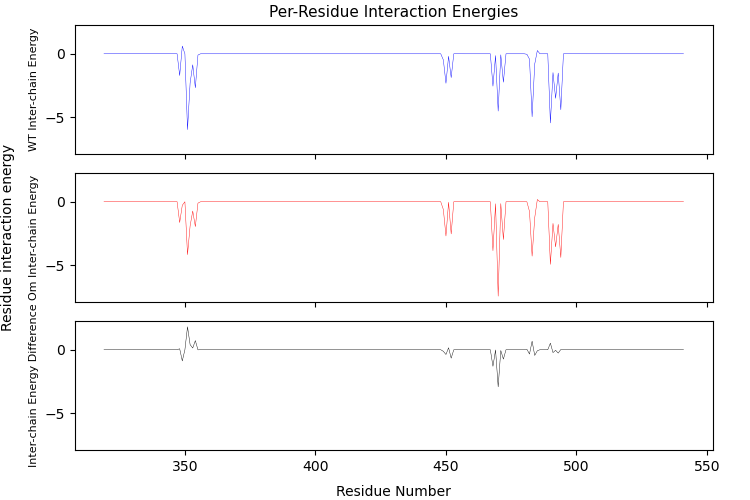 Per-Residue Interaction Energies
Residue interaction energy
WT Inter-chain Energy
0
−5
Om Inter-chain Energy
0
−5
Inter-chain Energy Difference
0
−5
350
400
450
500
550
Residue Number